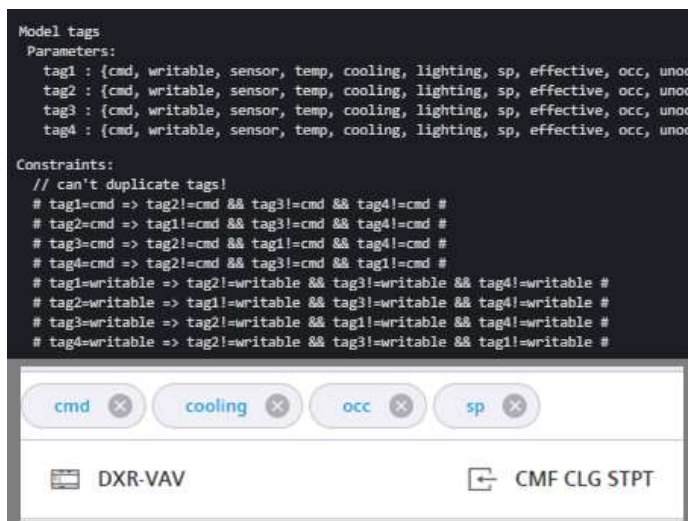 Model tags
Parameters:
tag1 : {cmd, writable, sensor, temp, cooling, lighting, sp, effective, occ, unoc
tag2 : {cmd, writable, sensor, temp, cooling, lighting, sp, effective, occ, unoc
tag3 : {cmd, writable, sensor, temp, cooling, lighting, sp, effective, occ, unoc
tag4 : {cmd, writable, sensor, temp, cooling, lighting, sp, effective, occ, unoc
Constraints:
// can't duplicate tags!
# tag1=cmd => tag2!=cmd && tag3!=cmd && tag4!=cmd #
# tag2=cmd => tag1!=cmd && tag3!=cmd && tag4!=cmd #
# tag3=cmd => tag2!=cmd && tag1!=cmd && tag4!=cmd #
# tag4=cmd => tag2!=cmd && tag3!=cmd && tag1!=cmd #
# tag1=writable => tag2!=writable && tag3!=writable && tag4!=writable #
# tag2=writable => tag1!=writable && tag3!=writable && tag4!=writable #
# tag3=writable => tag2!=writable && tag1!=writable && tag4!=writable #
# tag4=writable => tag2!=writable && tag3!=writable && tag1!=writable #
cmd cooling occ sp
DXR-VAV CMF CLG STPT